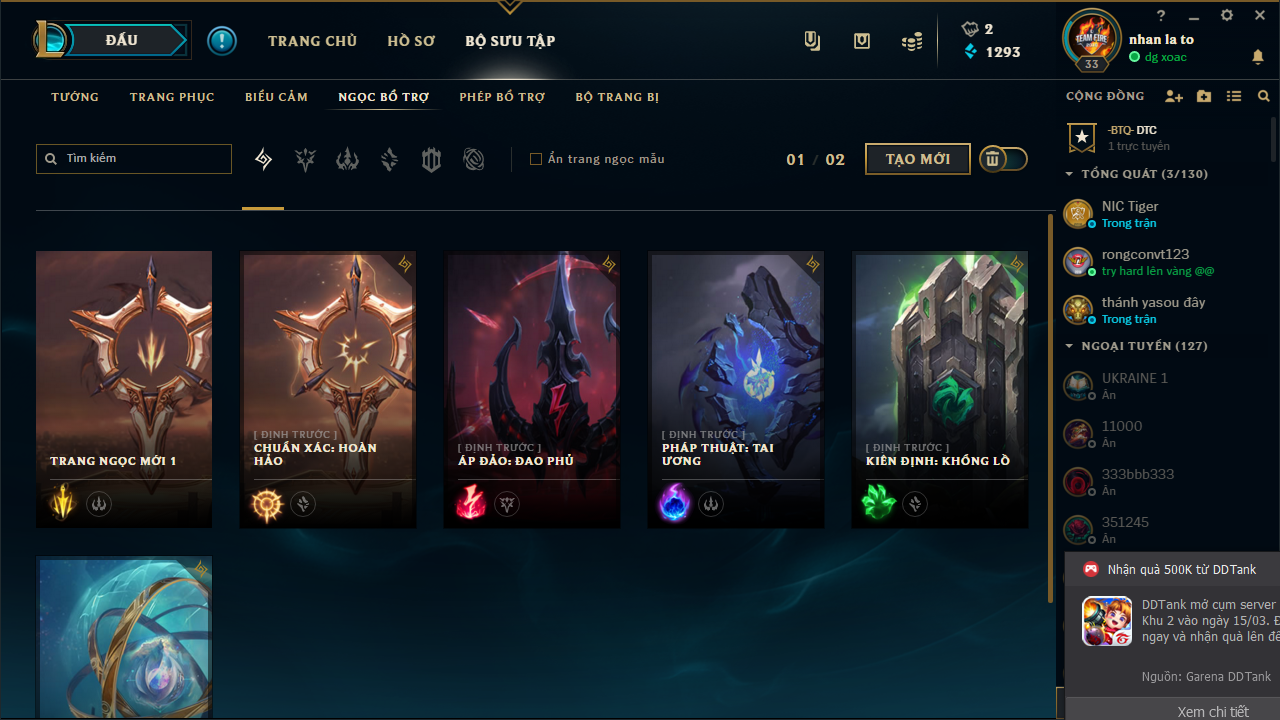 ĐẤU
TRANG CHỦ
HỒ SƠ
BỘ SƯU TẬP
2
1293
TEAM FIRE
33
?
nhan la to
dg xoac
TƯỚNG
TRANG PHỤC
BIỂU CẢM
NGỌC BỔ TRỢ
PHÉP BỔ TRỢ
BỘ TRANG BỊ
CỘNG ĐỒNG
Tìm kiếm
Ẩn trang ngọc mẫu
01 / 02
TẠO MỚI
-BTQ- DTC
1 trực tuyến
TỔNG QUÁT (3/130)
NIC Tiger
Trong trận
rongconvt123
try hard lên vàng @@
thánh yasou đây
Trong trận
NGOẠI TUYẾN (127)
UKRAINE 1
Ẩn
11000
Ẩn
333bbb333
Ẩn
351245
Ẩn
TRANG NGỌC MỚI 1
[ ĐỊNH TRƯỚC ]
CHUẨN XÁC: HOÀN
HẢO
[ ĐỊNH TRƯỚC ]
ÁP ĐẢO: ĐAO PHỦ
[ ĐỊNH TRƯỚC ]
PHÁP THUẬT: TAI
ƯƠNG
[ ĐỊNH TRƯỚC ]
KIÊN ĐỊNH: KHỔNG LỒ
Nhận quà 500K từ DDTank
DDTank mở cụm server
Khu 2 vào ngày 15/03. Đ
ngay và nhận quà lên đế
Nguồn: Garena DDTank
Xem chi tiết